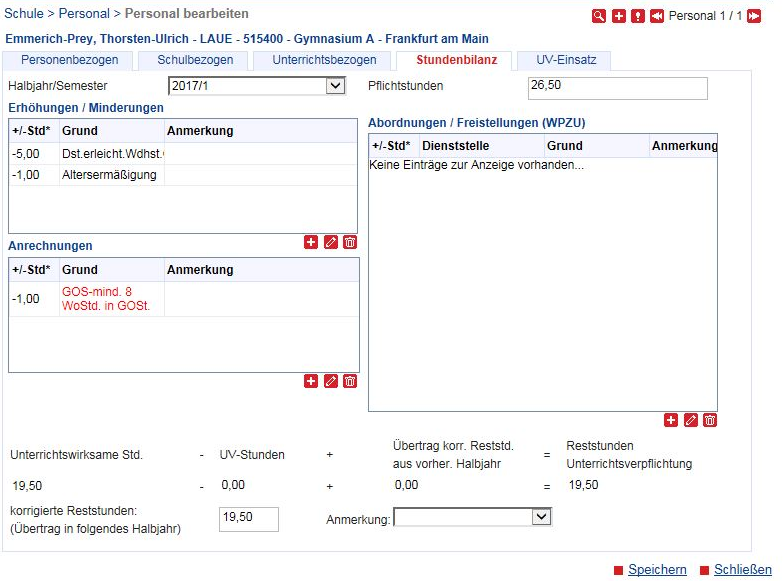 Schule > Personal > Personal bearbeiten
Personal 1 / 1
Emmerich-Prey, Thorsten-Ulrich - LAUE - 515400 - Gymnasium A - Frankfurt am Main
Personenbezogen Schulbezogen Unterrichtsbezogen Stundenbilanz UV-Einsatz
Halbjahr/Semester 2017/1 Pflichtstunden 26,50
Erhöhungen / Minderungen
+/-Std* Grund Anmerkung
-5,00 Dst.erleicht.Wdhst.
-1,00 Altersermäßigung
Anrechnungen
+/-Std* Grund Anmerkung
-1,00 GOS-mind. 8
WoStd. in GOSt.
Abordnungen / Freistellungen (WPZU)
+/-Std* Dienststelle Grund Anmerkung
Keine Einträge zur Anzeige vorhanden...
Unterrichtswirksame Std. - UV-Stunden + Übertrag korr. Reststd.
aus vorher. Halbjahr = Reststunden
Unterrichtsverpflichtung
19,50 - 0,00 + 0,00 = 19,50
korrigierte Reststunden:
(Übertrag in folgendes Halbjahr) 19,50 Anmerkung:
Speichern Schließen